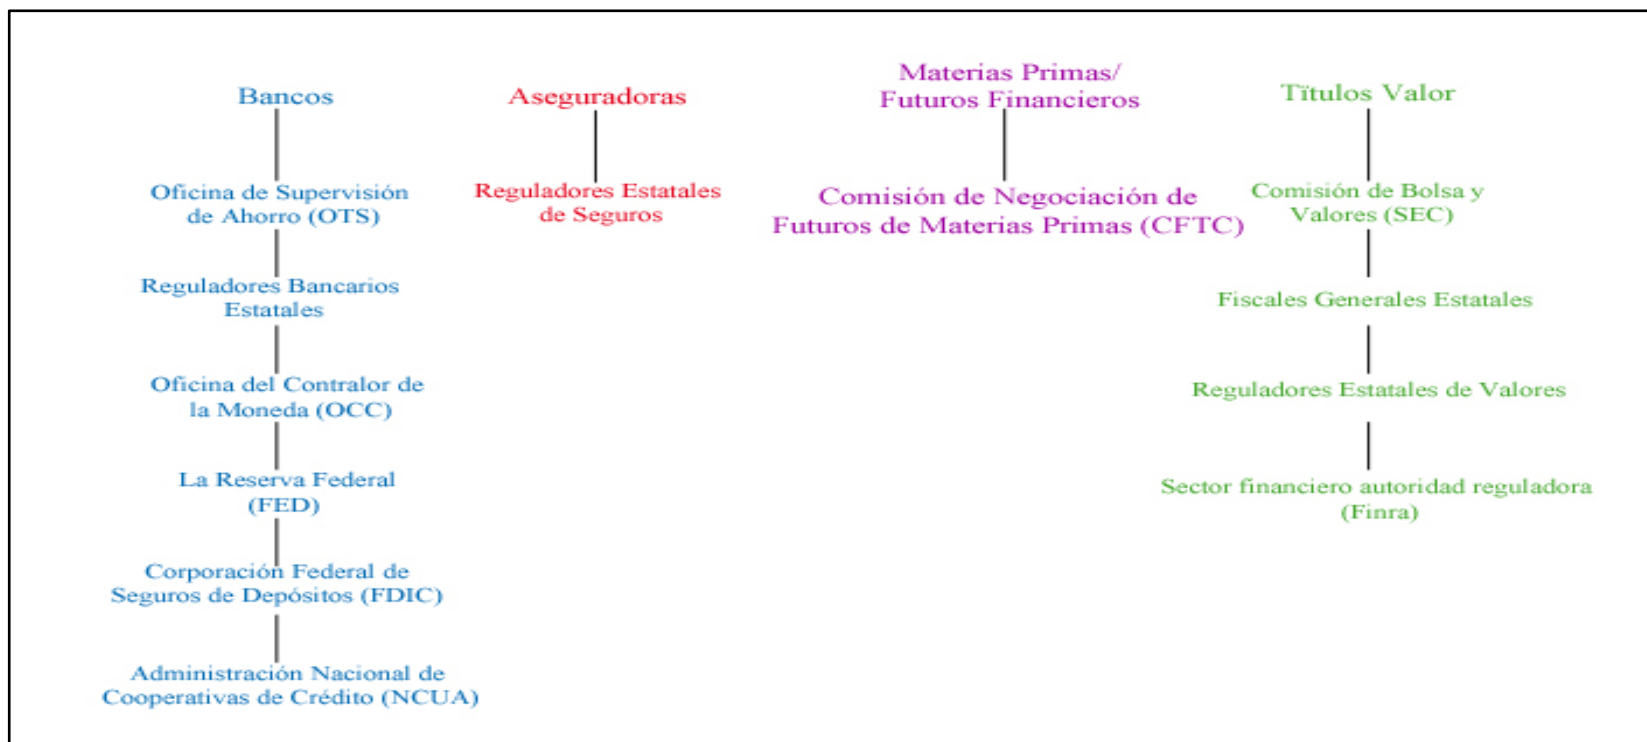 Bancos
Oficina de Supervisión
de Ahorro (OTS)
Reguladores Bancarios
Estatales
Oficina del Contralor de
la Moneda (OCC)
La Reserva Federal
(FED)
Corporación Federal de
Seguros de Depósitos (FDIC)
Administración Nacional de
Cooperativas de Crédito (NCUA)
Aseguradoras
Reguladores Estatales
de Seguros
Materias Primas/
Futuros Financieros
Comisión de Negociación de
Futuros de Materias Primas (CFTC)
Tïtulos Valor
Comisión de Bolsa y
Valores (SEC)
Fiscales Generales Estatales
Reguladores Estatales de Valores
Sector financiero autoridad reguladora
(Finra)